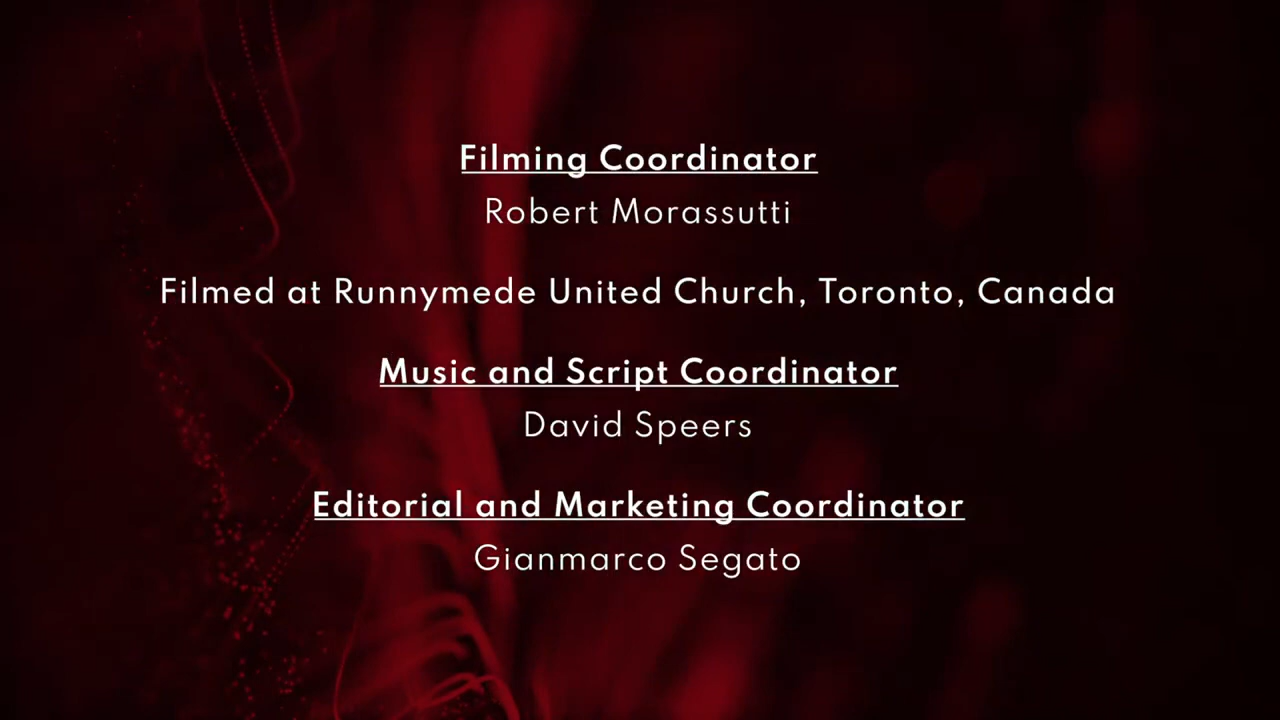 Filming Coordinator
Robert Morassutti
Filmed at Runnymede United Church, Toronto, Canada
Music and Script Coordinator
David Speers
Editorial and Marketing Coordinator
Gianmarco Segato